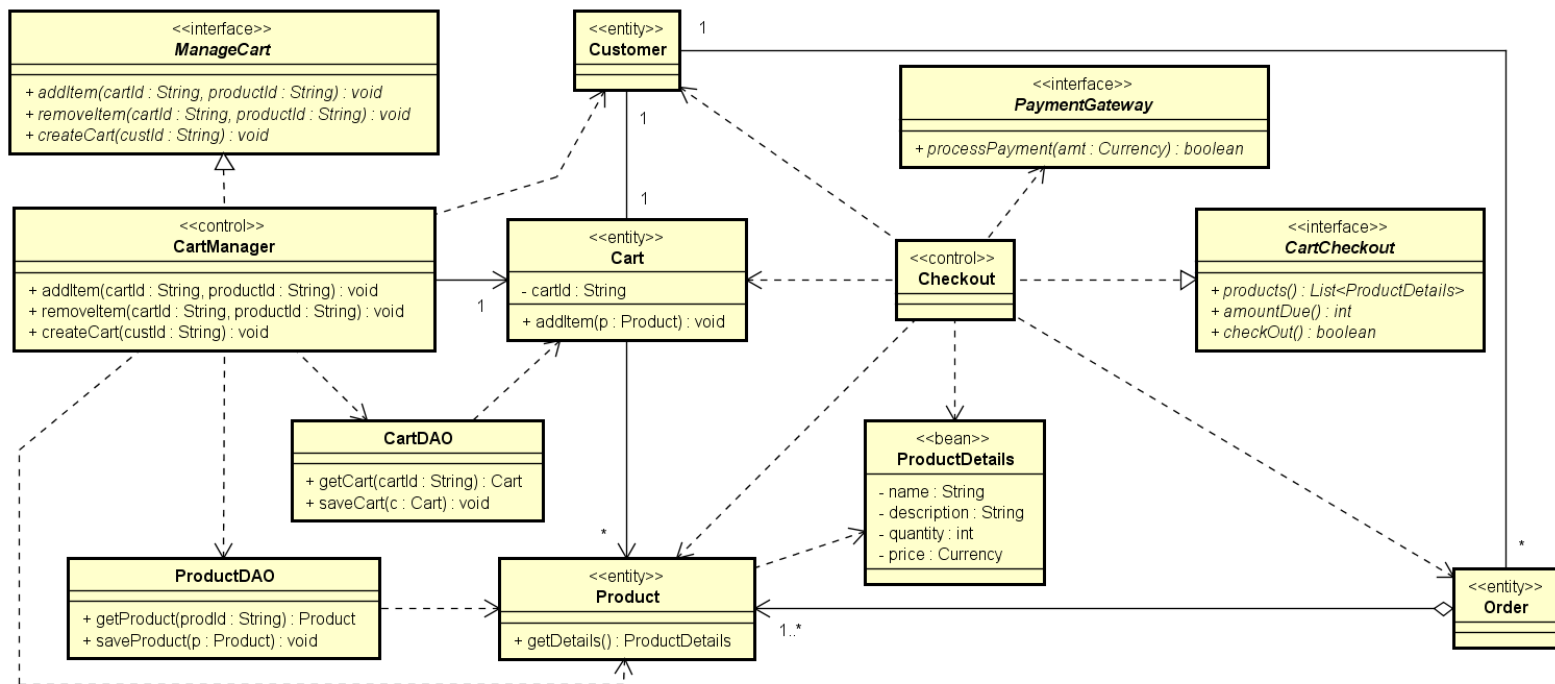 <<interface>>
ManageCart
+ addItem(cartId : String, productId : String) : void
+ removeItem(cartId : String, productId : String) : void
+ createCart(custId : String) : void
<<entity>>
Customer
1
1
1
<<interface>>
PaymentGateway
+ processPayment(amt : Currency) : boolean
<<control>>
CartManager
+ addItem(cartId : String, productId : String) : void
+ removeItem(cartId : String, productId : String) : void
+ createCart(custId : String) : void
1
<<entity>>
Cart
- cartId : String
+ addItem(p : Product) : void
<<control>>
Checkout
<<interface>>
CartCheckout
+ products() : List<ProductDetails>
+ amountDue() : int
+ checkOut() : boolean
CartDAO
+ getCart(cartId : String) : Cart
+ saveCart(c : Cart) : void
<<bean>>
ProductDetails
- name : String
- description : String
- quantity : int
- price : Currency
*
*
ProductDAO
+ getProduct(prodId : String) : Product
+ saveProduct(p : Product) : void
<<entity>>
Product
+ getDetails() : ProductDetails
1..*
<<entity>>
Order